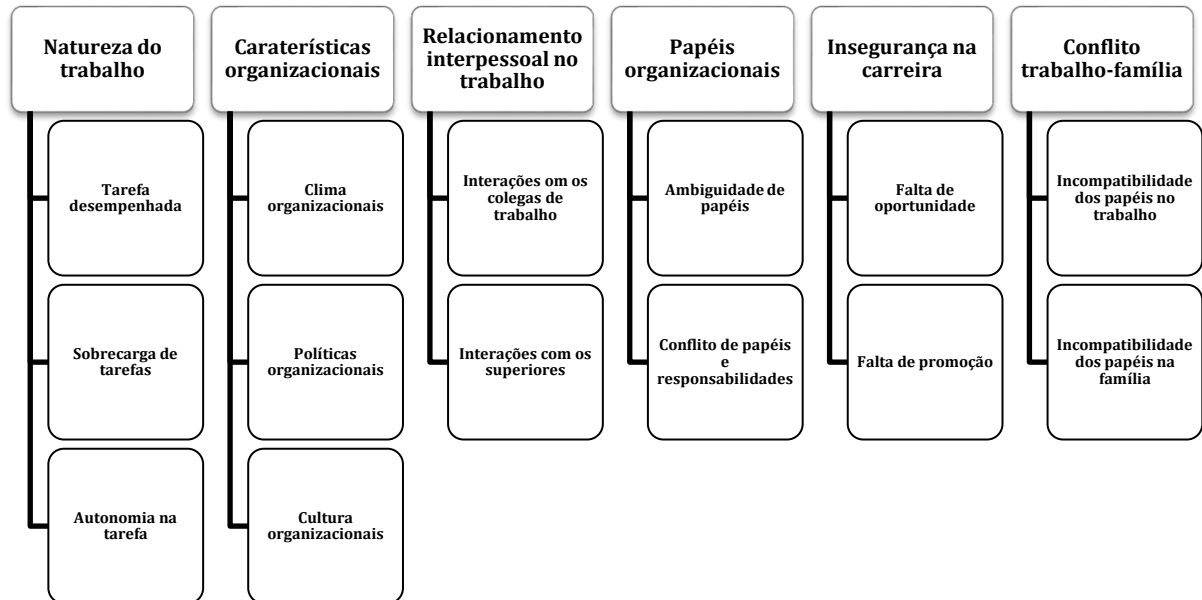 Natureza do
trabalho
Caraterísticas
organizacionais
Relacionamento
interpessoal no
trabalho
Papéis
organizacionais
Insegurança na
carreira
Conflito
trabalho-família
Tarefa
desempenhada
Clima
organizacionais
Interações om os
colegas de
trabalho
Ambiguidade de
papéis
Falta de
oportunidade
Incompatibilidade
dos papéis no
trabalho
Sobrecarga de
tarefas
Políticas
organizacionais
Interações com os
superiores
Conflito de papéis
e
responsabilidades
Falta de promoção
Incompatibilidade
dos papéis na
família
Autonomia na
tarefa
Cultura
organizacionais